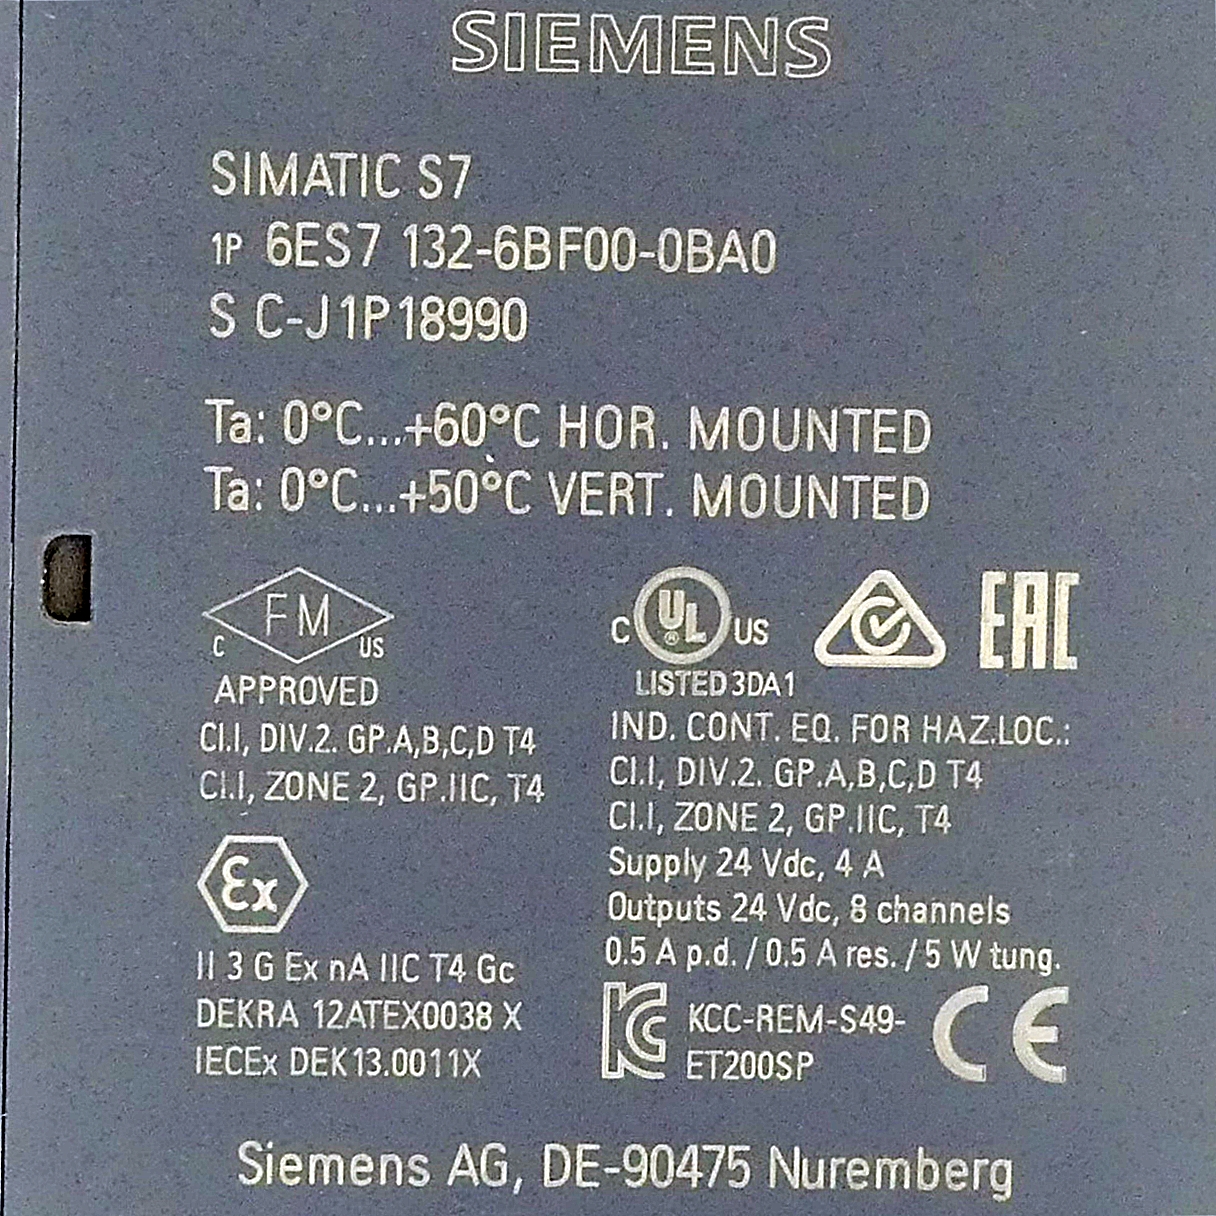 SIEMENS
SIMATIC S7
1P 6ES7 132-6BF00-0BA0
S C-J1P18990
Ta: 0°C...+60°C HOR. MOUNTED
Ta: 0°C...+50°C VERT. MOUNTED
FM
C US
APPROVED
CI.I, DIV.2. GP.A,B,C,D T4
CI.I, ZONE 2, GP.IIC, T4
Ex
II 3 G Ex nA IIC T4 Gc
DEKRA 12ATEX0038 X
IECEx DEK13.0011X
C UL ® US
EAC
LISTED 3DA1
IND. CONT. EQ. FOR HAZ.LOC.:
CI.I, DIV.2. GP.A,B,C,D T4
CI.I, ZONE 2, GP.IIC, T4
Supply 24 Vdc, 4 A
Outputs 24 Vdc, 8 channels
0.5 A p.d. / 0.5 A res. / 5 W tung.
KCC-REM-S49-
ET200SP
CE
Siemens AG, DE-90475 Nuremberg